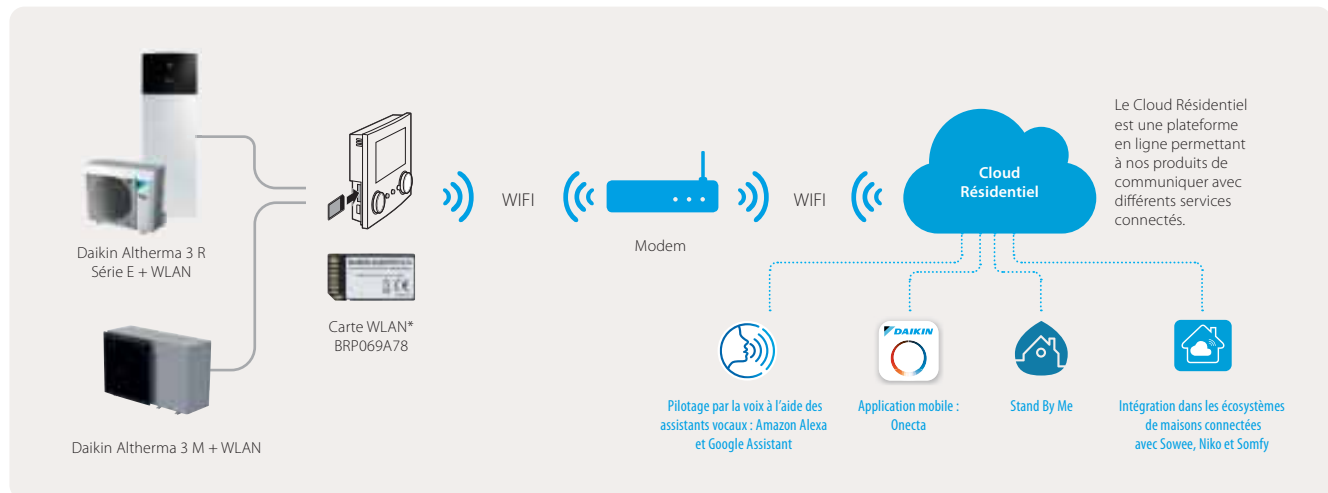 Daikin Altherma 3 R
Série E + WLAN
Daikin Altherma 3 M + WLAN
Carte WLAN*
BRP069A78
WIFI
Modem
WIFI
Cloud
Résidentiel
Le Cloud Résidentiel
est une plateforme
en ligne permettant
à nos produits de
communiquer avec
différents services
connectés.
Pilotage par la voix à l'aide des
assistants vocaux : Amazon Alexa
et Google Assistant
DAIKIN
Application mobile :
Onecta
Stand By Me
Intégration dans les écosystèmes
de maisons connectées
avec Sowee, Niko et Somfy